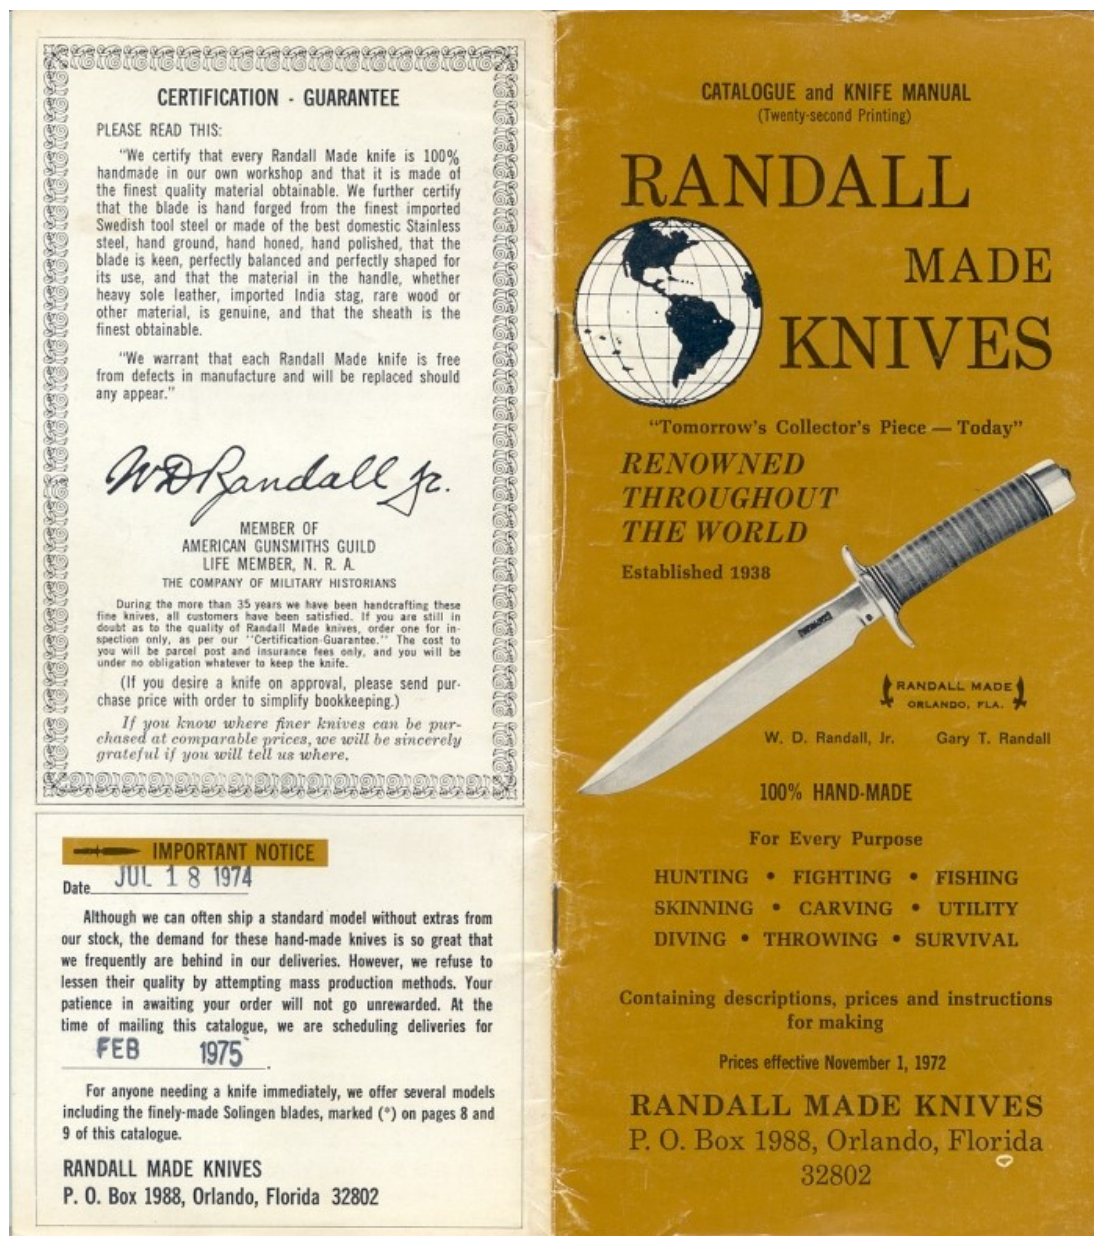 CERTIFICATION - GUARANTEE
PLEASE READ THIS:
"We certify that every Randall Made knife is 100%
handmade in our own workshop and that it is made of
the finest quality material obtainable. We further certify
that the blade is hand forged from the finest imported
Swedish tool steel or made of the best domestic Stainless
steel, hand ground, hand honed, hand polished, that the
blade is keen, perfectly balanced and perfectly shaped for
its use, and that the material in the handle, whether
heavy sole leather, imported India stag, rare wood or
other material, is genuine, and that the sheath is the
finest obtainable.
"We warrant that each Randall Made knife is free
from defects in manufacture and will be replaced should
any appear."
WD Randall Jr.
MEMBER OF
AMERICAN GUNSMITHS GUILD
LIFE MEMBER, N. R. A.
THE COMPANY OF MILITARY HISTORIANS
During the more than 35 years we have been handcrafting these
fine knives, all customers have been satisfied. If you are still in
doubt as to the quality of Randall Made knives, order one for in-
spection only, as per our "Certification-Guarantee." The cost to
you will be parcel post and insurance fees only, and you will be
under no obligation whatever to keep the knife.
(If you desire a knife on approval, please send pur-
chase price with order to simplify bookkeeping.)
If you know where finer knives can be pur-
chased at comparable prices, we will be sincerely
grateful if you will tell us where.
IMPORTANT NOTICE
Date JUL 18 1974
Although we can often ship a standard model without extras from
our stock, the demand for these hand-made knives is so great that
we frequently are behind in our deliveries. However, we refuse to
lessen their quality by attempting mass production methods. Your
patience in awaiting your order will not go unrewarded. At the
time of mailing this catalogue, we are scheduling deliveries for
FEB 1975.
For anyone needing a knife immediately, we offer several models
including the finely-made Solingen blades, marked (*) on pages 8 and
9 of this catalogue.
RANDALL MADE KNIVES
P. O. Box 1988, Orlando, Florida 32802
CATALOGUE and KNIFE MANUAL
(Twenty-second Printing)
RANDALL
MADE
KNIVES
"Tomorrow's Collector's Piece — Today"
RENOWNED
THROUGHOUT
THE WORLD
Established 1938
RANDALL MADE
ORLANDO, FLA.
W. D. Randall, Jr. Gary T. Randall
100% HAND-MADE
For Every Purpose
HUNTING • FIGHTING • FISHING
SKINNING • CARVING • UTILITY
DIVING • THROWING • SURVIVAL
Containing descriptions, prices and instructions
for making
Prices effective November 1, 1972
RANDALL MADE KNIVES
P. O. Box 1988, Orlando, Florida
32802